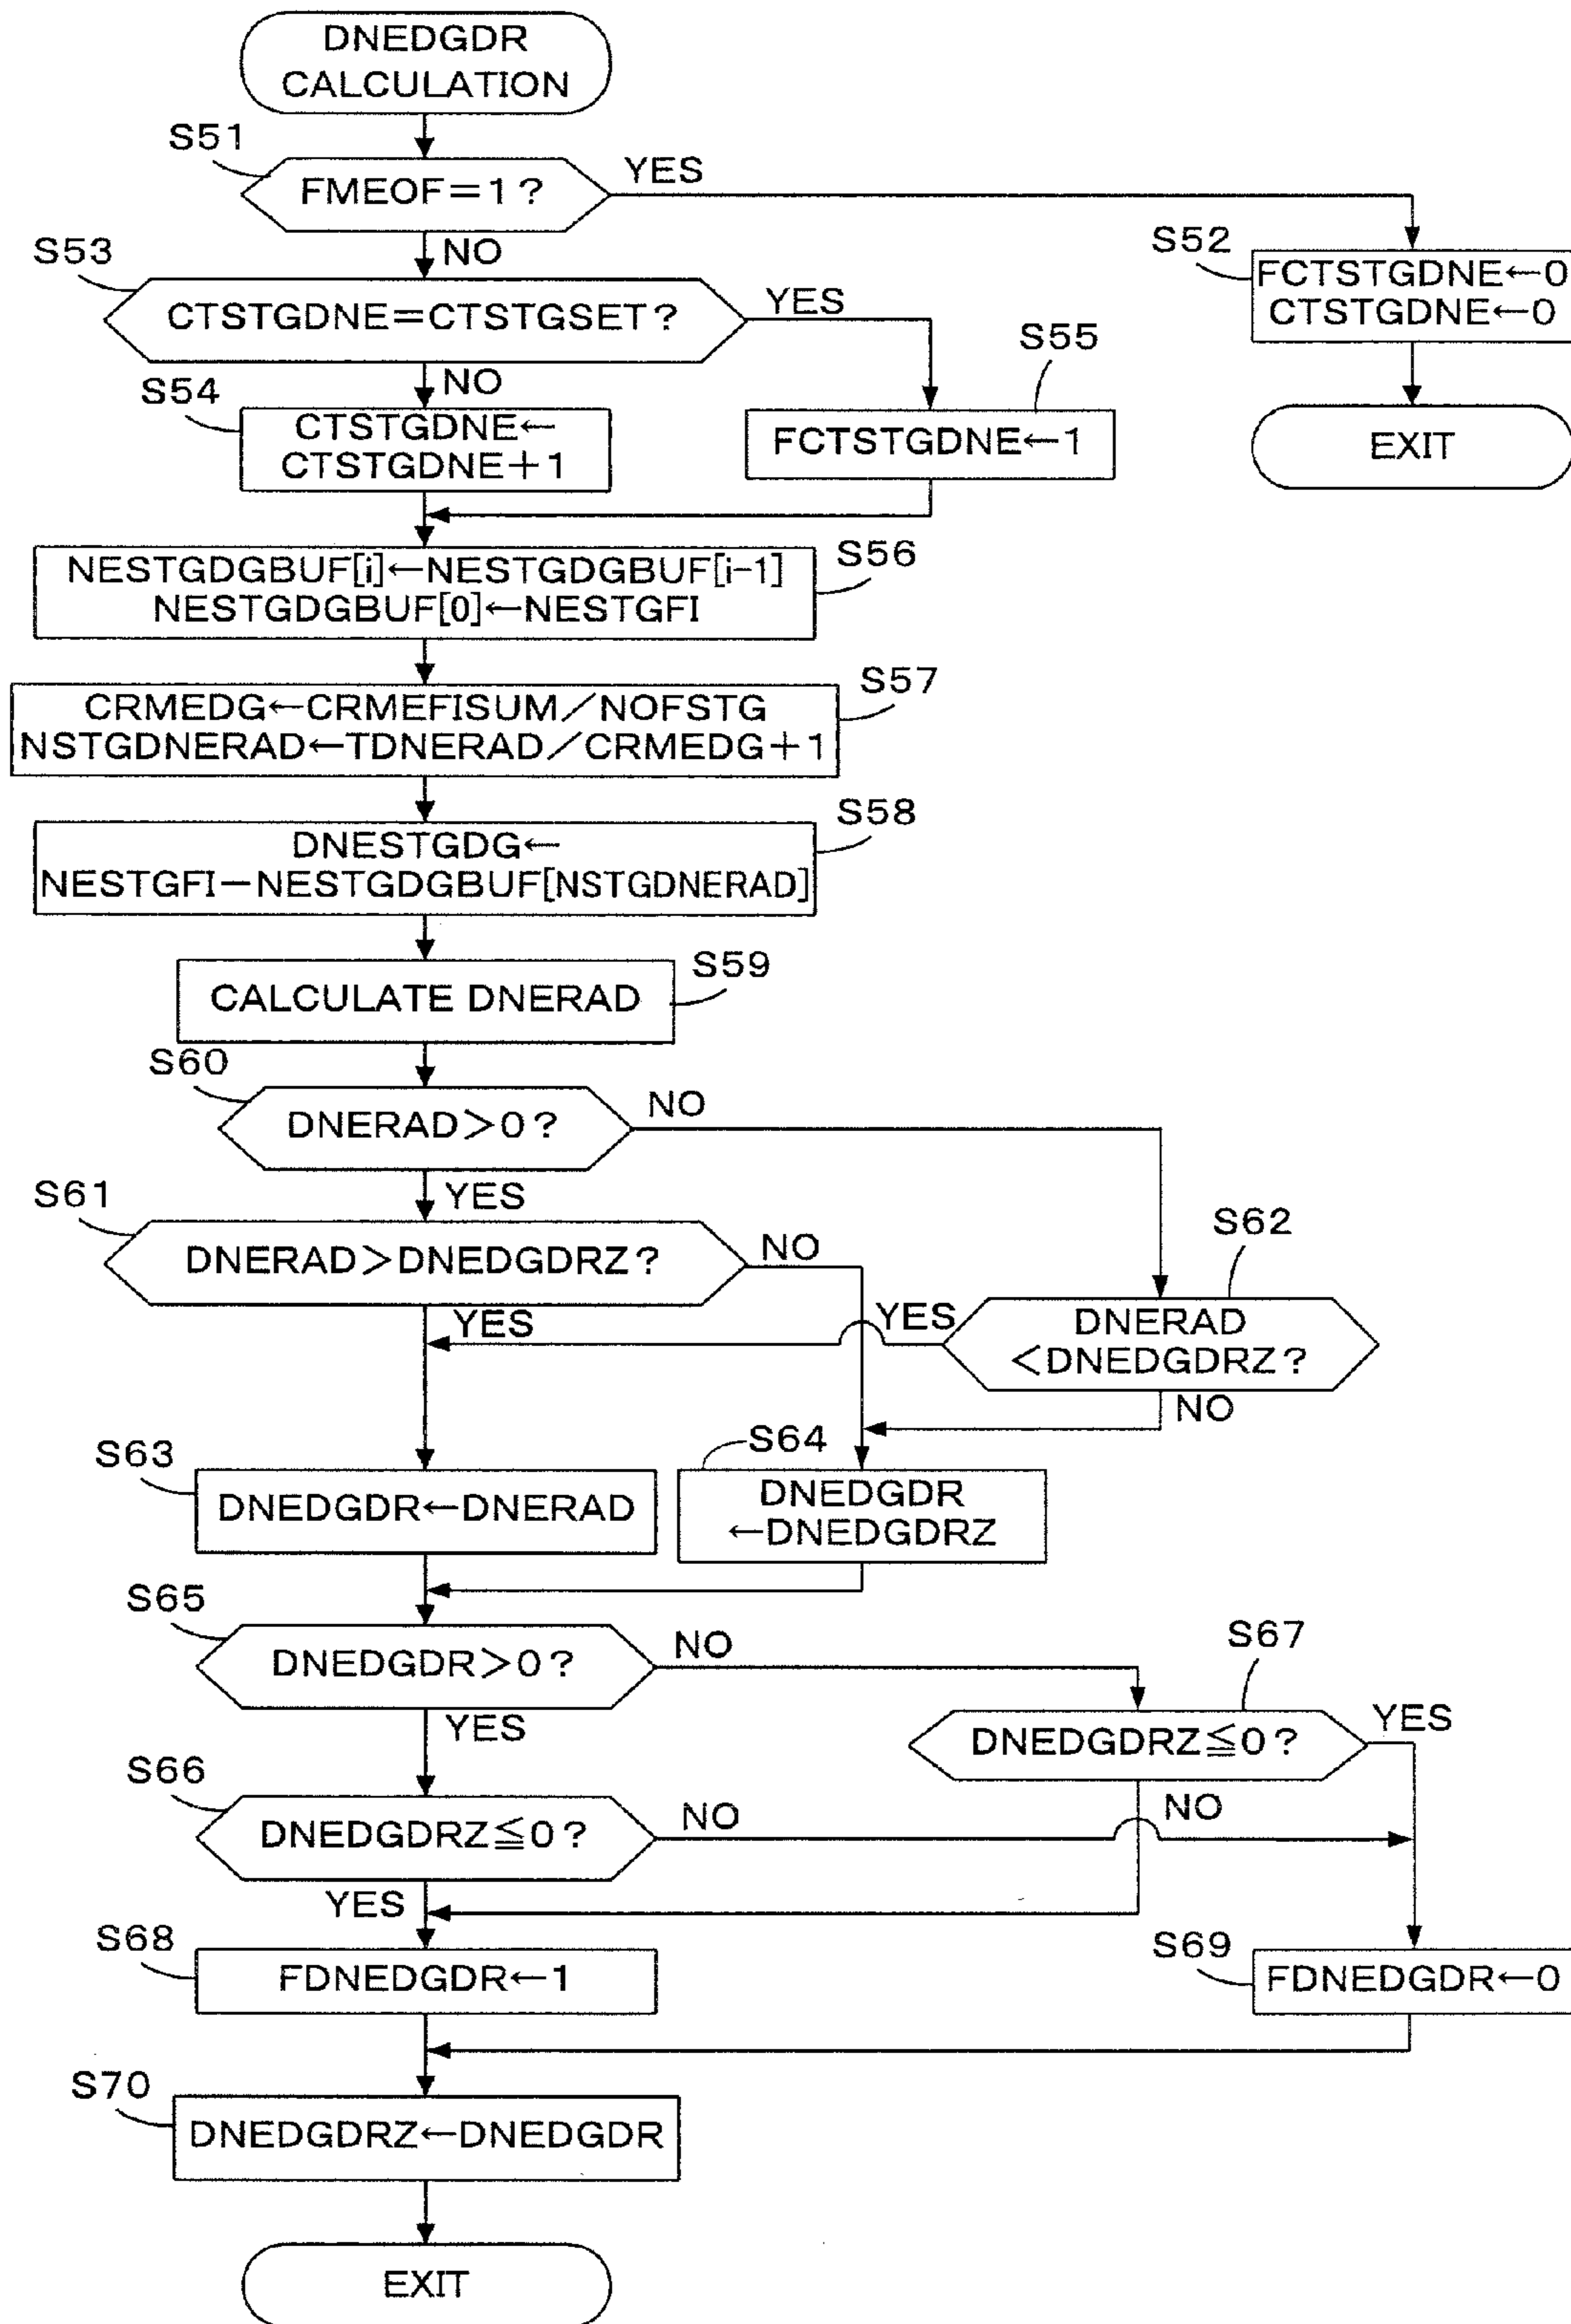 DNEDGDR
CALCULATION
S51
FMEOF=1?
YES
NO
S52
FCTSTGDNE←0
CTSTGDNE←0
EXIT
S53
CTSTGDNE=CTSTGSET?
YES
NO
S54
CTSTGDNE←
CTSTGDNE+1
S55
FCTSTGDNE←1
S56
NESTGDGBUF[i]←NESTGDGBUF[i-1]
NESTGDGBUF[0]←NESTGFI
S57
CRMEDG←CRMEFISUM/NOFSTG
NSTGDNERAD←TDNERAD/CRMEDG+1
S58
DNESTGDG←
NESTGFI-NESTGDGBUF[NSTGDNERAD]
S59
CALCULATE DNERAD
S60
DNERAD>0?
NO
YES
S61
DNERAD>DNEDGDRZ?
NO
YES
S62
DNERAD
<DNEDGDRZ?
YES
NO
S63
DNEDGDR←DNERAD
S64
DNEDGDR
←DNEDGDRZ
S65
DNEDGDR>0?
NO
YES
S67
DNEDGDRZ≦0?
YES
NO
S66
DNEDGDRZ≦0?
NO
YES
S68
FDNEDGDR←1
S69
FDNEDGDR←0
S70
DNEDGDRZ←DNEDGDR
EXIT